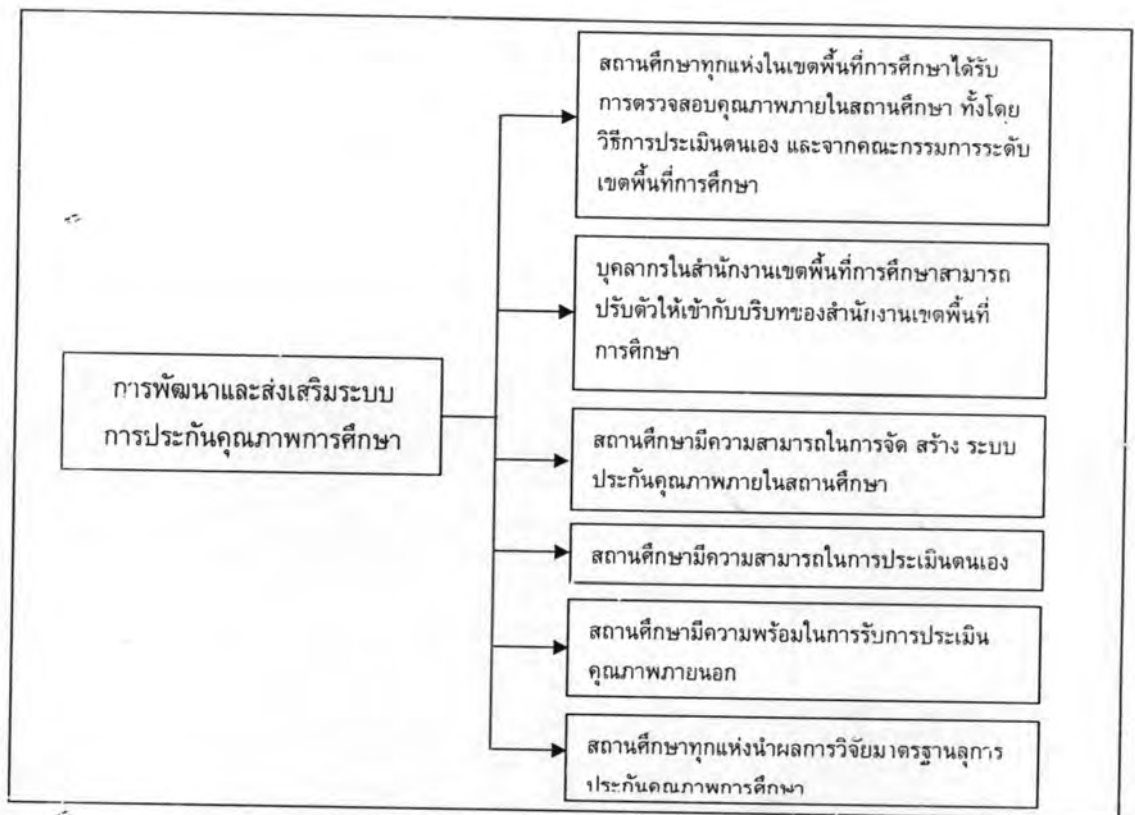 สถานศึกษาทุกแห่งในเขตพื้นที่การศึกษาได้รับ
การตรวจสอบคุณภาพภายในสถานศึกษา ทั้งโดย
วิธีการประเมินตนเอง และจากคณะกรรมการระดับ
เขตพื้นที่การศึกษา
บุคลากรในสำนักงานเขตพื้นที่การศึกษาสามารถ
ปรับตัวให้เข้ากับบริบทของสำนักงานเขตพื้นที่
การศึกษา
การพัฒนาและส่งเสริมระบบ
การประกันคุณภาพการศึกษา
สถานศึกษามีความสามารถในการจัด สร้าง ระบบ
ประกันคุณภาพภายในสถานศึกษา
สถานศึกษามีความสามารถในการประเมินตนเอง
สถานศึกษามีความพร้อมในการรับการประเมิน
คุณภาพภายนอก
สถานศึกษาทุกแห่งนำผลการวิจัยมาตรฐานลุการ
ประกันคุณภาพการศึกษา